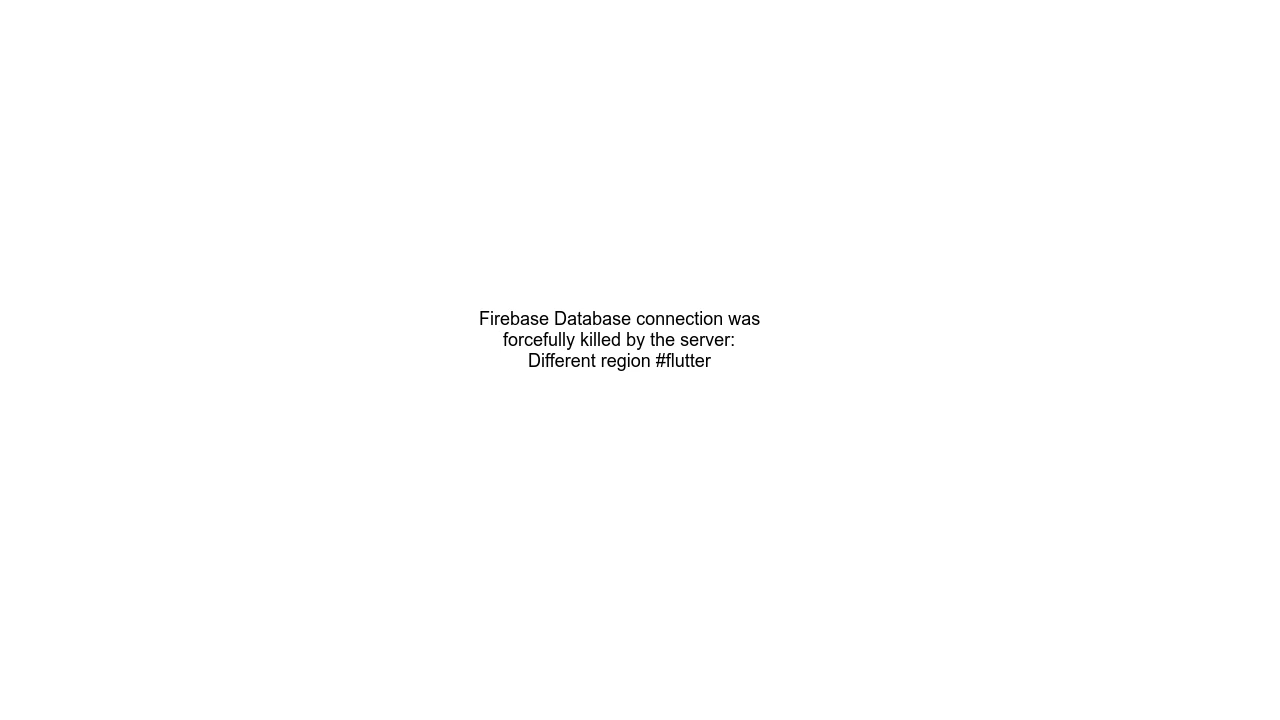 Firebase Database connection was
forcefully killed by the server:
Different region #flutter